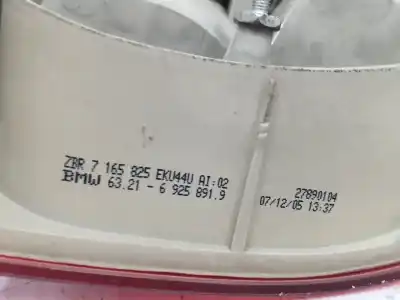 ZBR 7 165 825 EKU44U AI:02
BMW 63.21 - 6 925 891.9
27890104
07/12/05 13:37